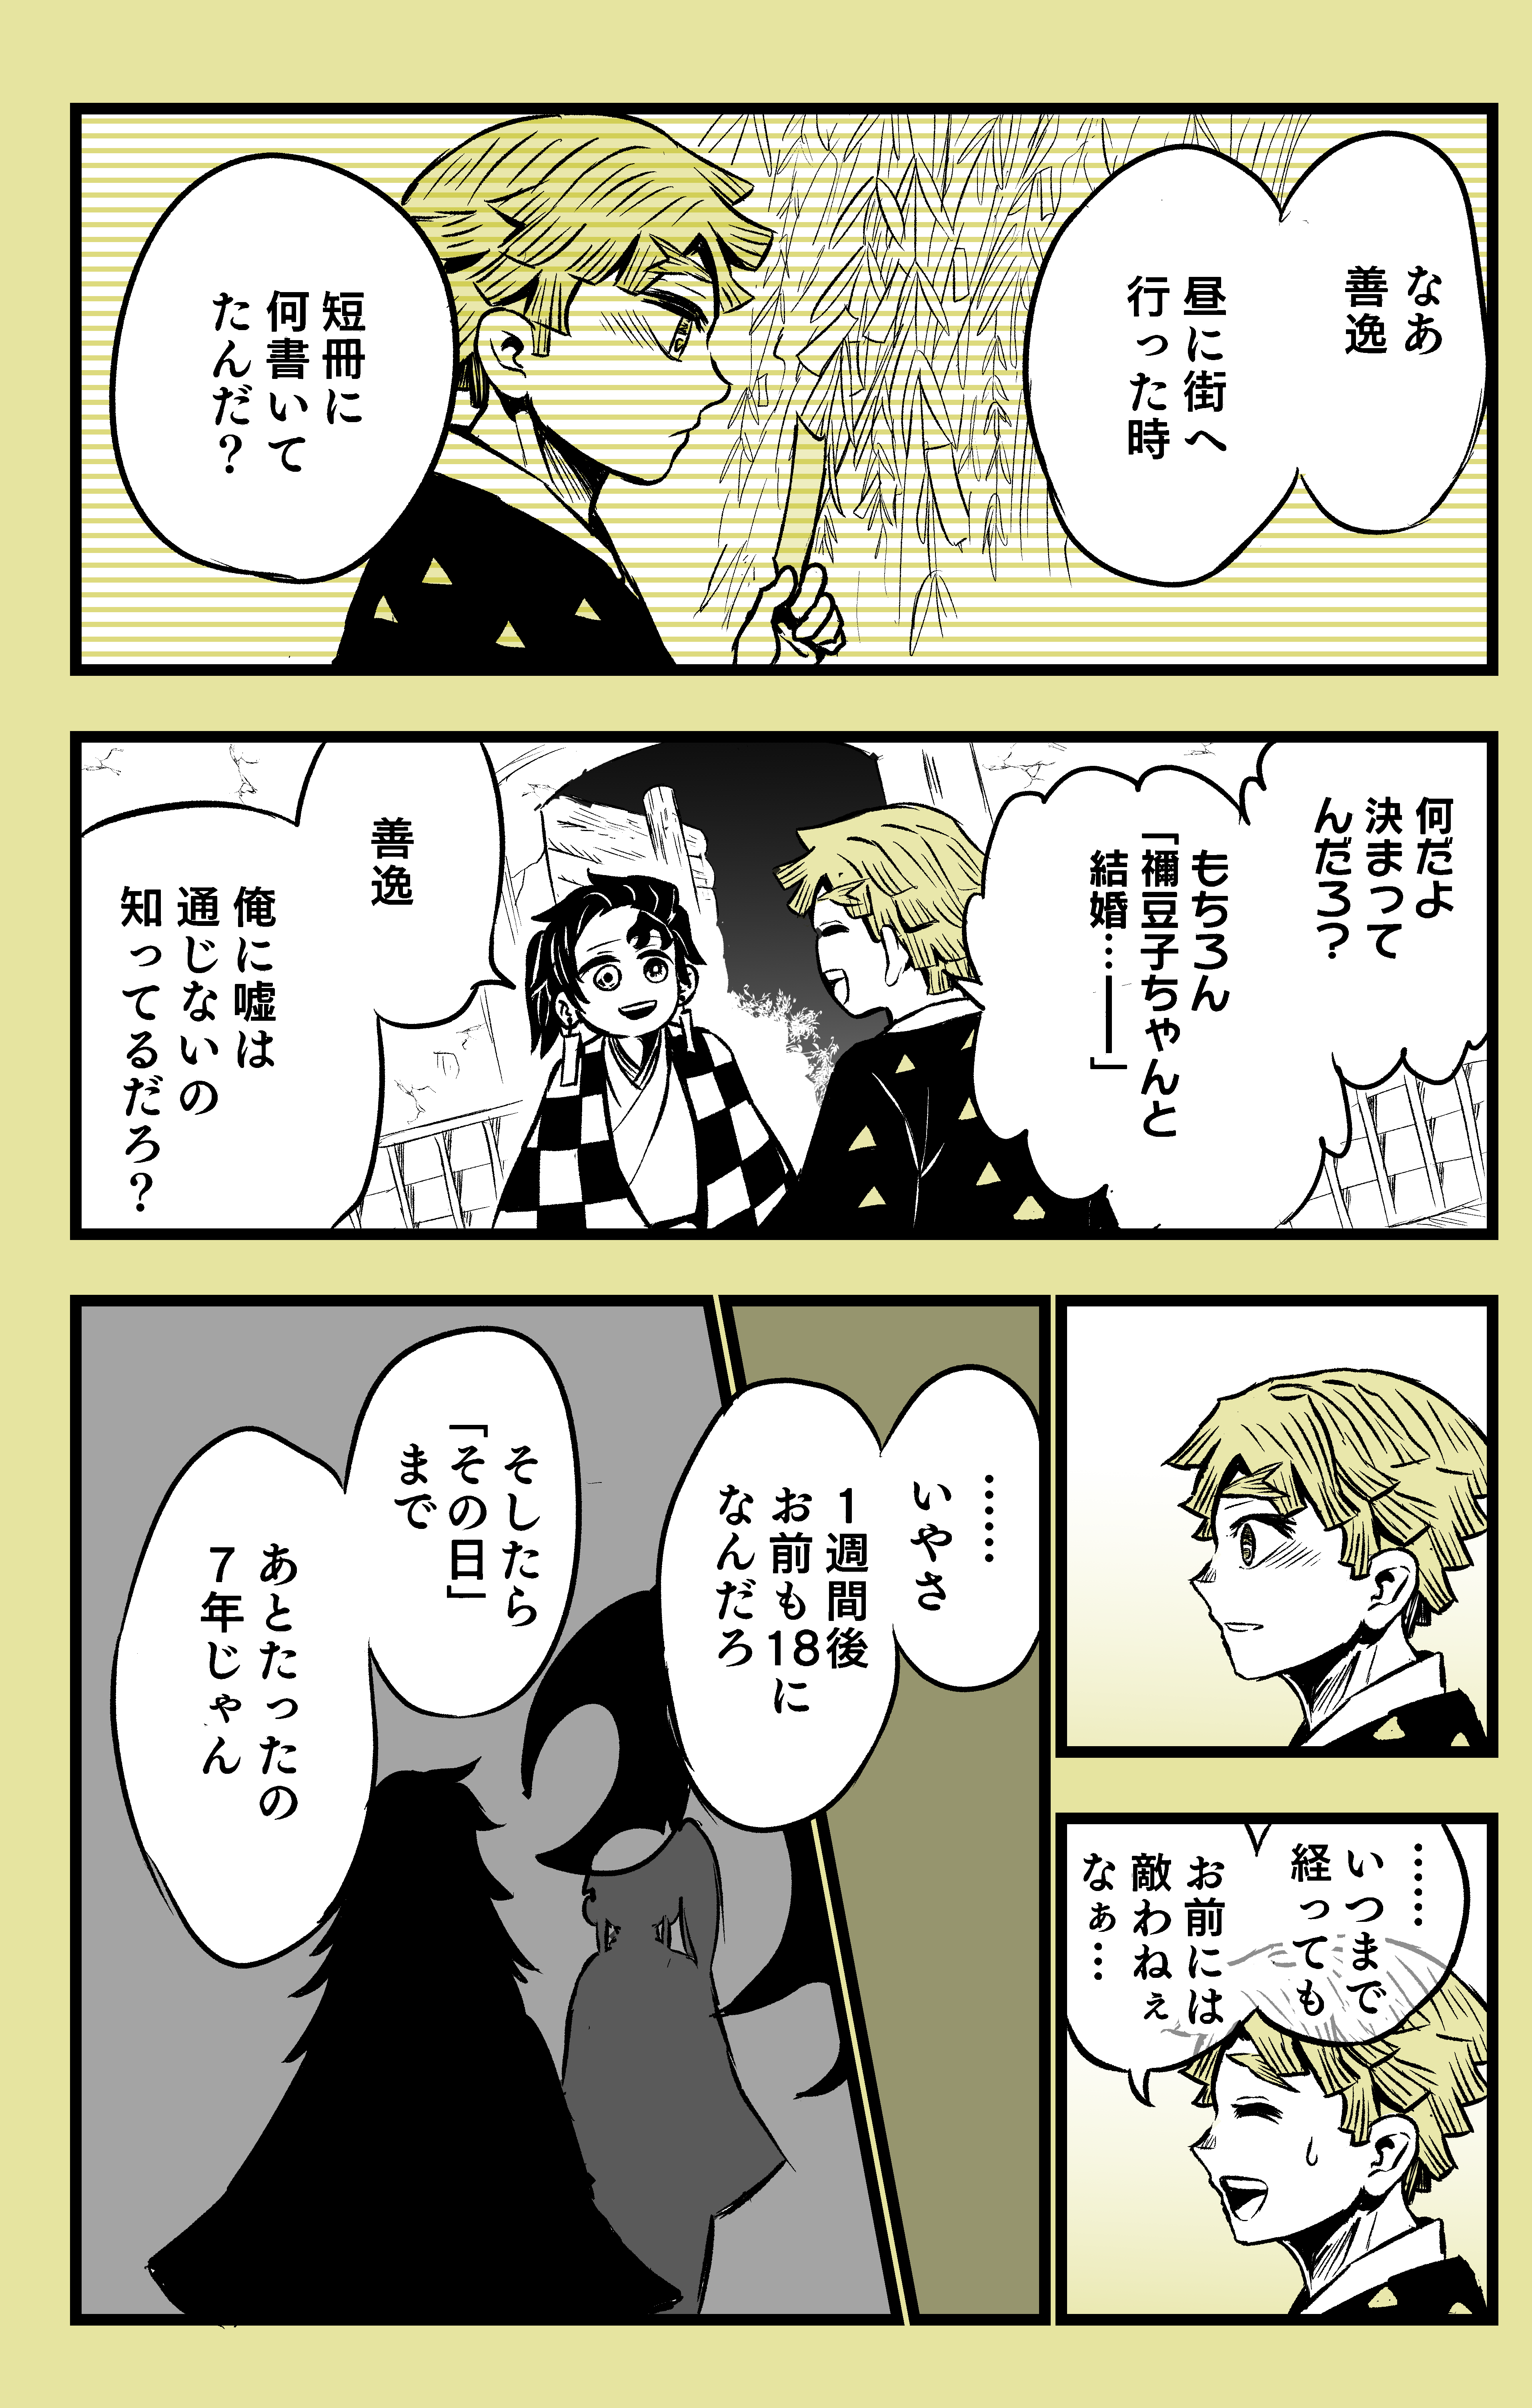 なあ
善逸
昼に街へ
行った時
短冊に
何書いて
たんだ?
何だよ
決まって
んだろ?
もちろん
「禰豆子ちゃんと
結婚…──」
善逸
俺に嘘は
通じないの
知ってるだろ?
……
いつまで
経っても
お前には
敵わねぇ
なぁ…
……
いやさ
1週間後
お前も18に
なんだろ
そしたら
「その日」
まで
あとたったの
7年じゃん